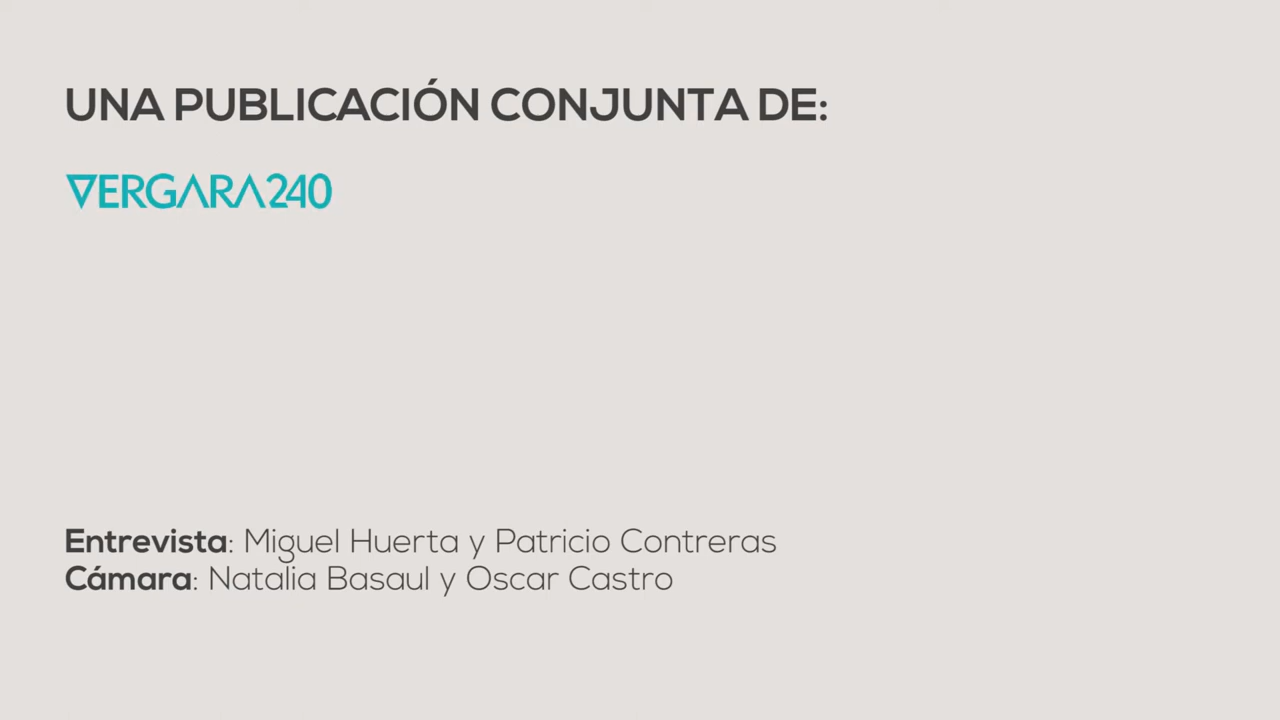 UNA PUBLICACIÓN CONJUNTA DE:
VERGARA240
Entrevista: Miguel Huerta y Patricio Contreras
Cámara: Natalia Basaul y Oscar Castro